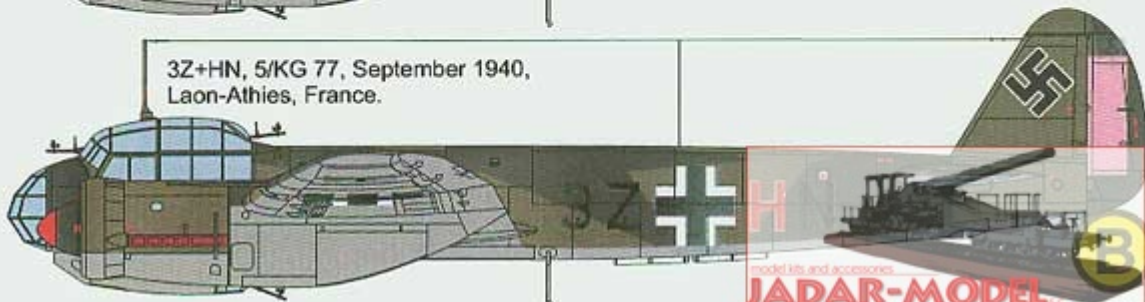 3Z+HN, 5/KG 77, September 1940,
Laon-Athies, France.
3Z H
model kits and accessories
JADAR-MODEL
B